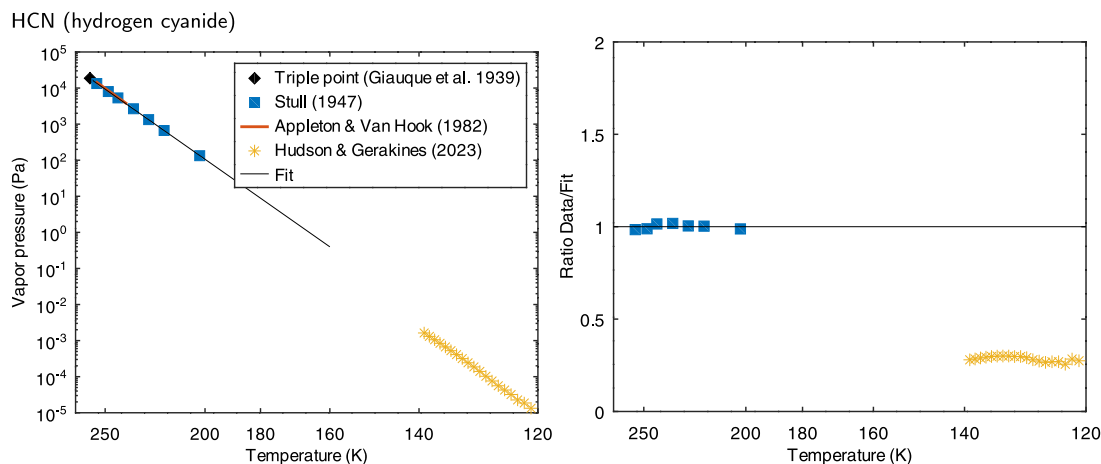 HCN (hydrogen cyanide)
Vapor pressure (Pa)
10^5
10^4
10^3
10^2
10^1
10^0
10^-1
10^-2
10^-3
10^-4
10^-5
Triple point (Giauque et al. 1939)
Stull (1947)
Appleton & Van Hook (1982)
Hudson & Gerakines (2023)
Fit
250 200 180 160 140 120
Temperature (K)
Ratio Data/Fit
2
1.5
1
0.5
0
250 200 180 160 140 120
Temperature (K)